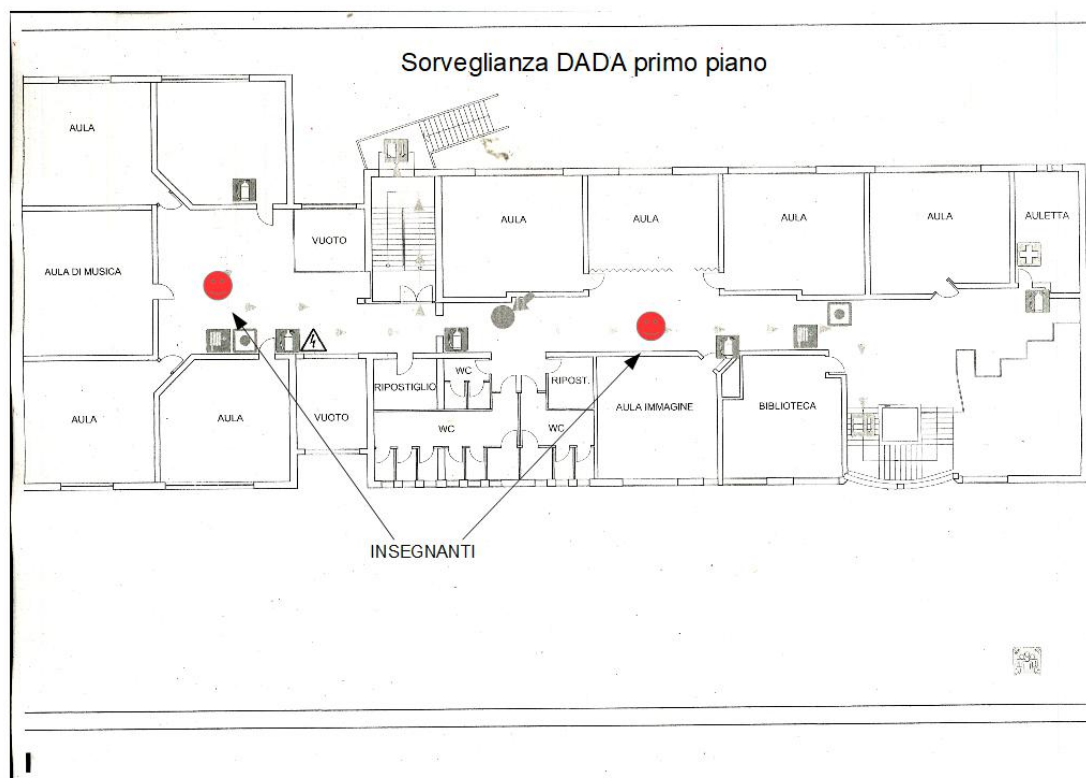 Sorveglianza DADA primo piano
AULA
AULA DI MUSICA
VUOTO
AULA
AULA
AULA
AULA
AULETTA
AULA
AULA
VUOTO
RIPOSTIGLIO
WC
WC
WC
RIPOST.
AULA IMMAGINE
BIBLIOTECA
INSEGNANTI